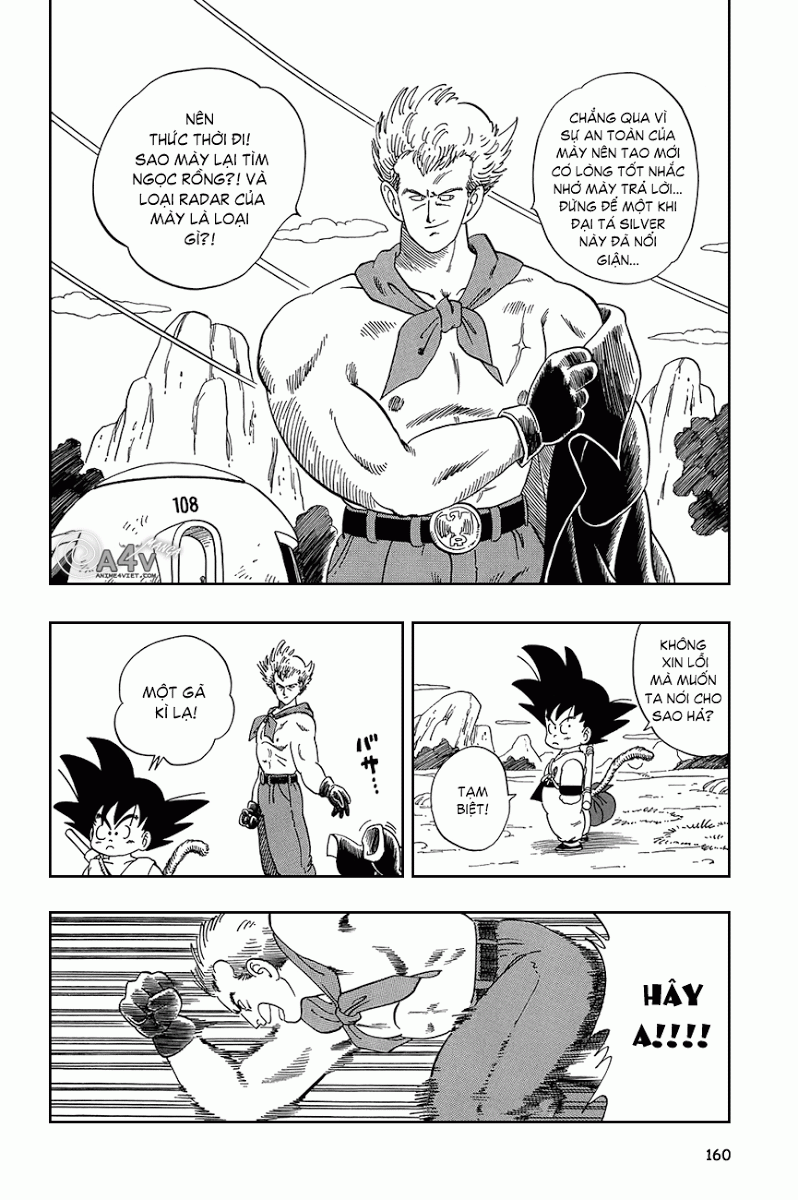 CHẲNG QUA VÌ
SỰ AN TOÀN CỦA
MÀY NÊN TAO MỚI
CÓ LÒNG TỐT NHẮC
NHỞ MÀY TRẢ LỜI...
ĐỪNG ĐỂ MỘT KHI
ĐẠI TÁ SILVER
NÀY ĐÃ NỔI
GIẬN...
NÊN
THỨC THỜI ĐI!
SAO MÀY LẠI TÌM
NGỌC RỒNG?! VÀ
LOẠI RADAR CỦA
MÀY LÀ LOẠI
GÌ?!
108
A4V
ANIME4VIET.COM
KHÔNG
XIN LỖI
MÀ MUỐN
TA NÓI CHO
SAO HẢ?
TẠM
BIỆT!
MỘT GÃ
KÌ LẠ!
バサ…
HÂY
A!!!!
160